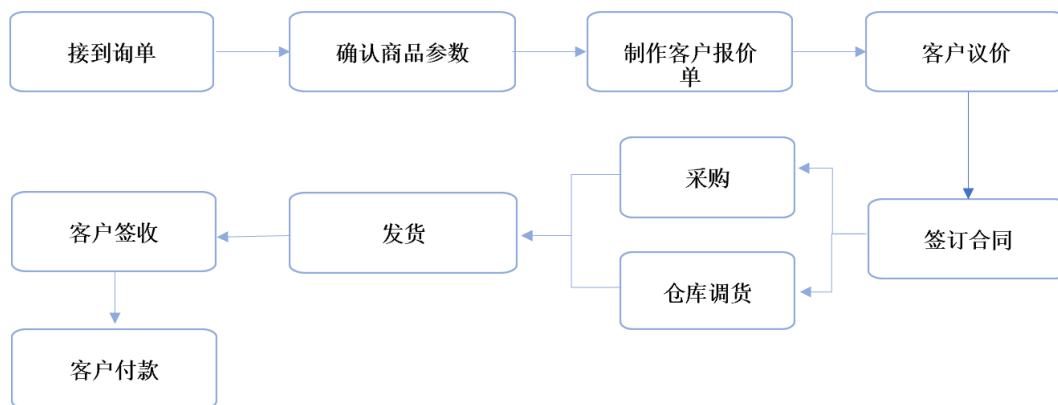 接到询单
确认商品参数
制作客户报价
单
客户议价
签订合同
采购
仓库调货
发货
客户签收
客户付款